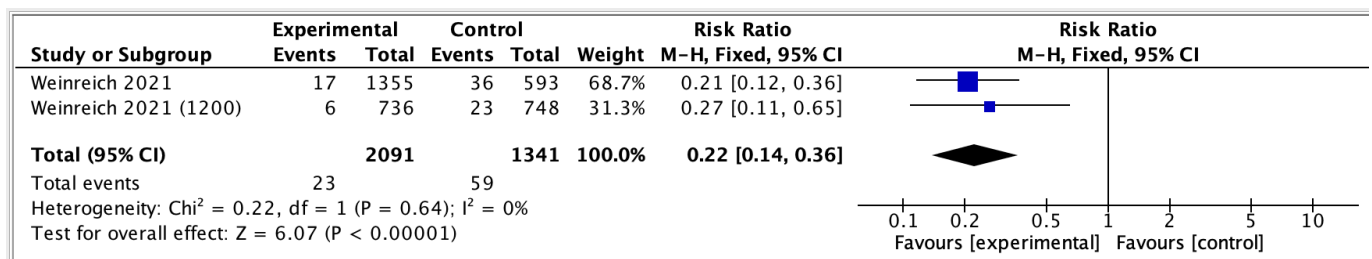 Experimental Control Risk Ratio Risk Ratio
Study or Subgroup Events Total Events Total Weight M-H, Fixed, 95% CI M-H, Fixed, 95% CI
Weinreich 2021 17 1355 36 593 68.7% 0.21 [0.12, 0.36]
Weinreich 2021 (1200) 6 736 23 748 31.3% 0.27 [0.11, 0.65]
Total (95% CI) 2091 1341 100.0% 0.22 [0.14, 0.36]
Total events 23 59
Heterogeneity: Chi² = 0.22, df = 1 (P = 0.64); I² = 0%
Test for overall effect: Z = 6.07 (P < 0.00001)
0.1 0.2 0.5 1 2 5 10
Favours [experimental] Favours [control]